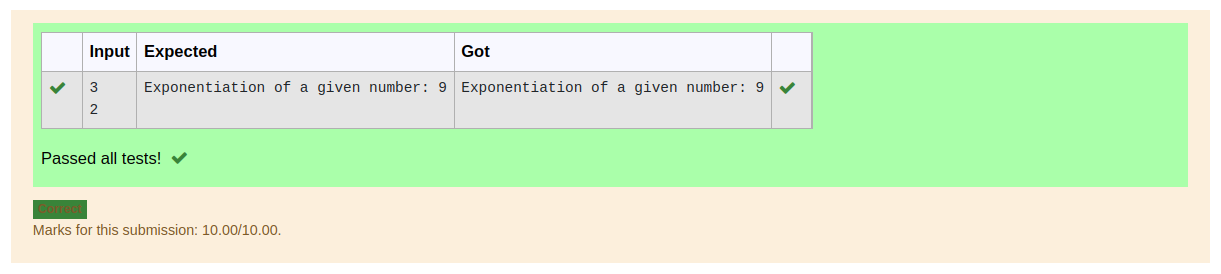 Input Expected Got
3 Exponentiation of a given number: 9 Exponentiation of a given number: 9
2
Passed all tests!
Correct
Marks for this submission: 10.00/10.00.